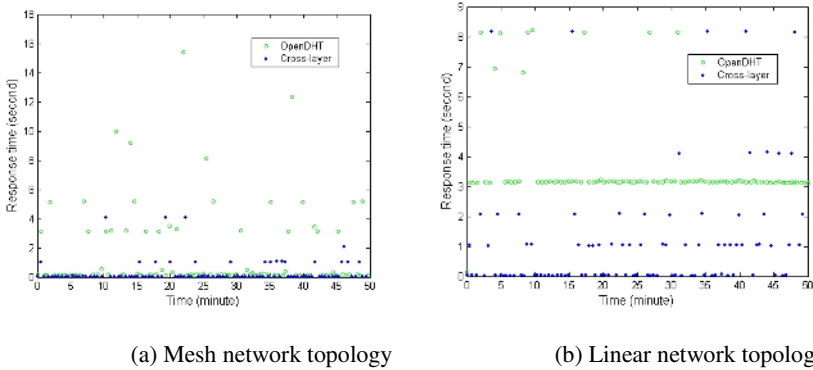 18
16
14
12
10
8
6
4
2
0
Response time (second)
OpenDHT
Cross-layer
0 5 10 15 20 25 30 35 40 45 50
Time (minute)
(a) Mesh network topology
9
8
7
6
5
4
3
2
1
0
Response time (second)
OpenDHT
Cross-layer
0 5 10 15 20 25 30 35 40 45 50
Time (minute)
(b) Linear network topolog